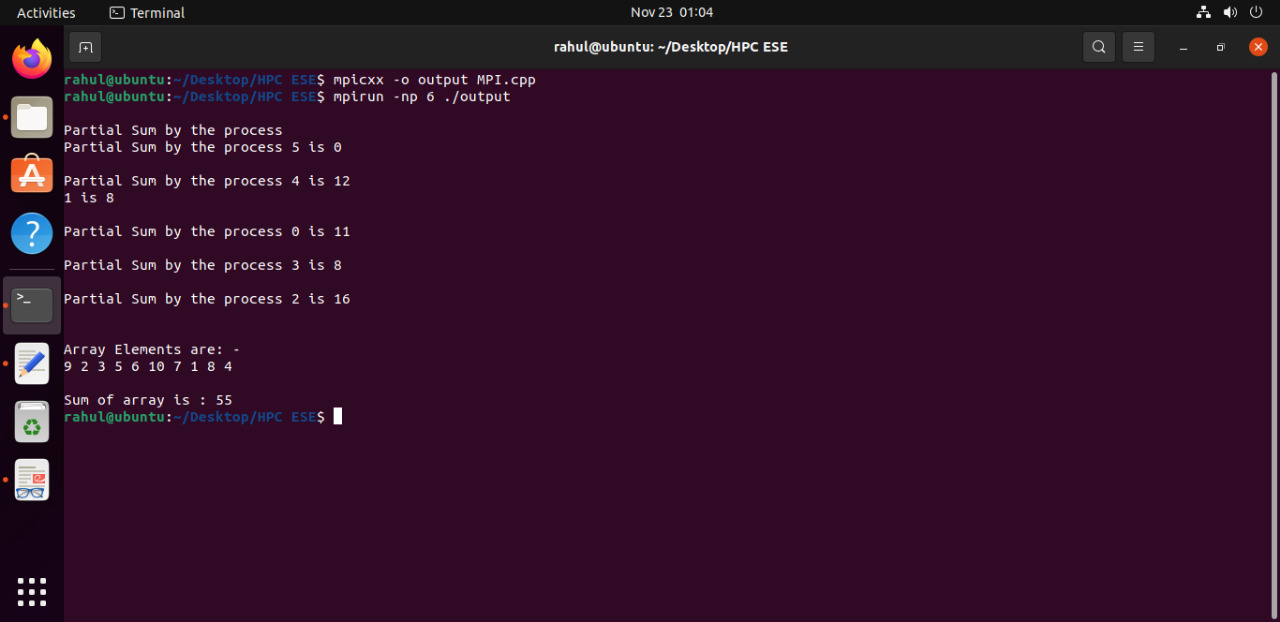 Activities Terminal Nov 23 01:04
rahul@ubuntu: ~/Desktop/HPC ESE
rahul@ubuntu:~/Desktop/HPC ESE$ mpicxx -o output MPI.cpp
rahul@ubuntu:~/Desktop/HPC ESE$ mpirun -np 6 ./output
Partial Sum by the process
Partial Sum by the process 5 is 0
Partial Sum by the process 4 is 12
1 is 8
Partial Sum by the process 0 is 11
Partial Sum by the process 3 is 8
Partial Sum by the process 2 is 16
Array Elements are: -
9 2 3 5 6 10 7 1 8 4
Sum of array is : 55
rahul@ubuntu:~/Desktop/HPC ESE$